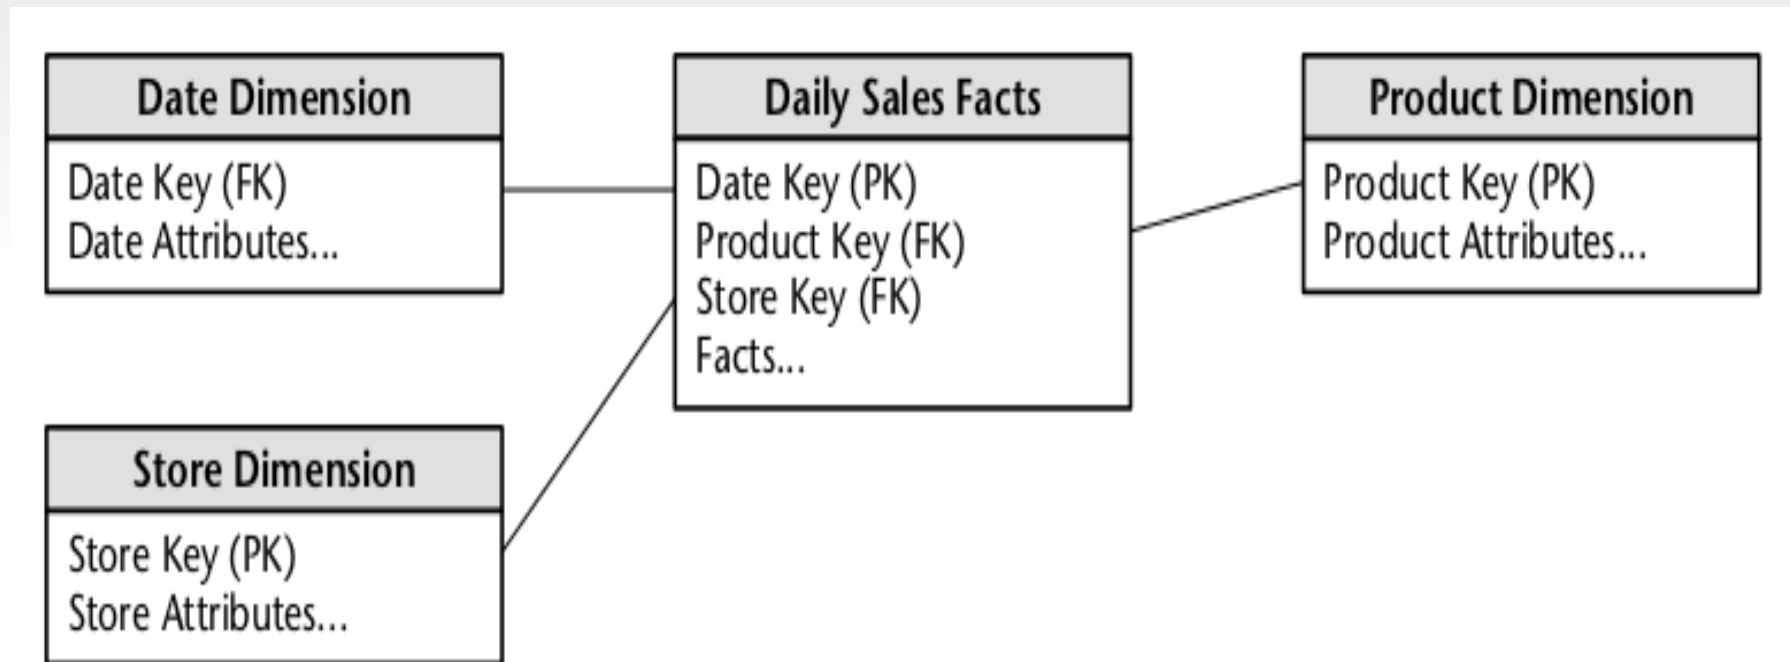 Date Dimension
Date Key (FK)
Date Attributes...
Daily Sales Facts
Date Key (PK)
Product Key (FK)
Store Key (FK)
Facts...
Product Dimension
Product Key (PK)
Product Attributes...
Store Dimension
Store Key (PK)
Store Attributes...